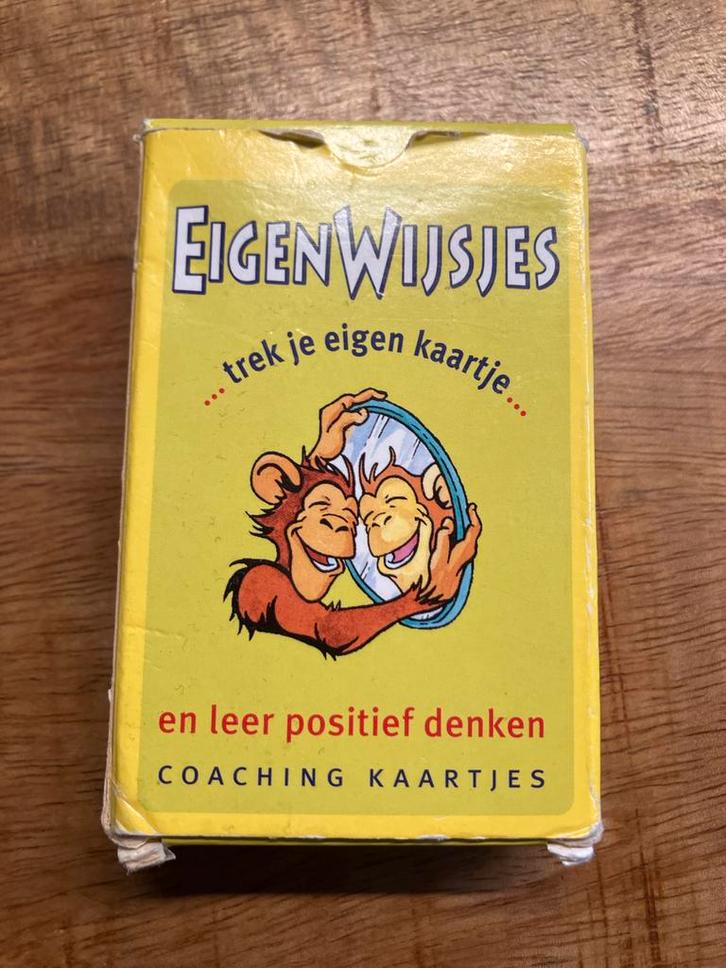 EIGENWIJSJES
...trek je eigen kaartje...
en leer positief denken
COACHING KAARTJES